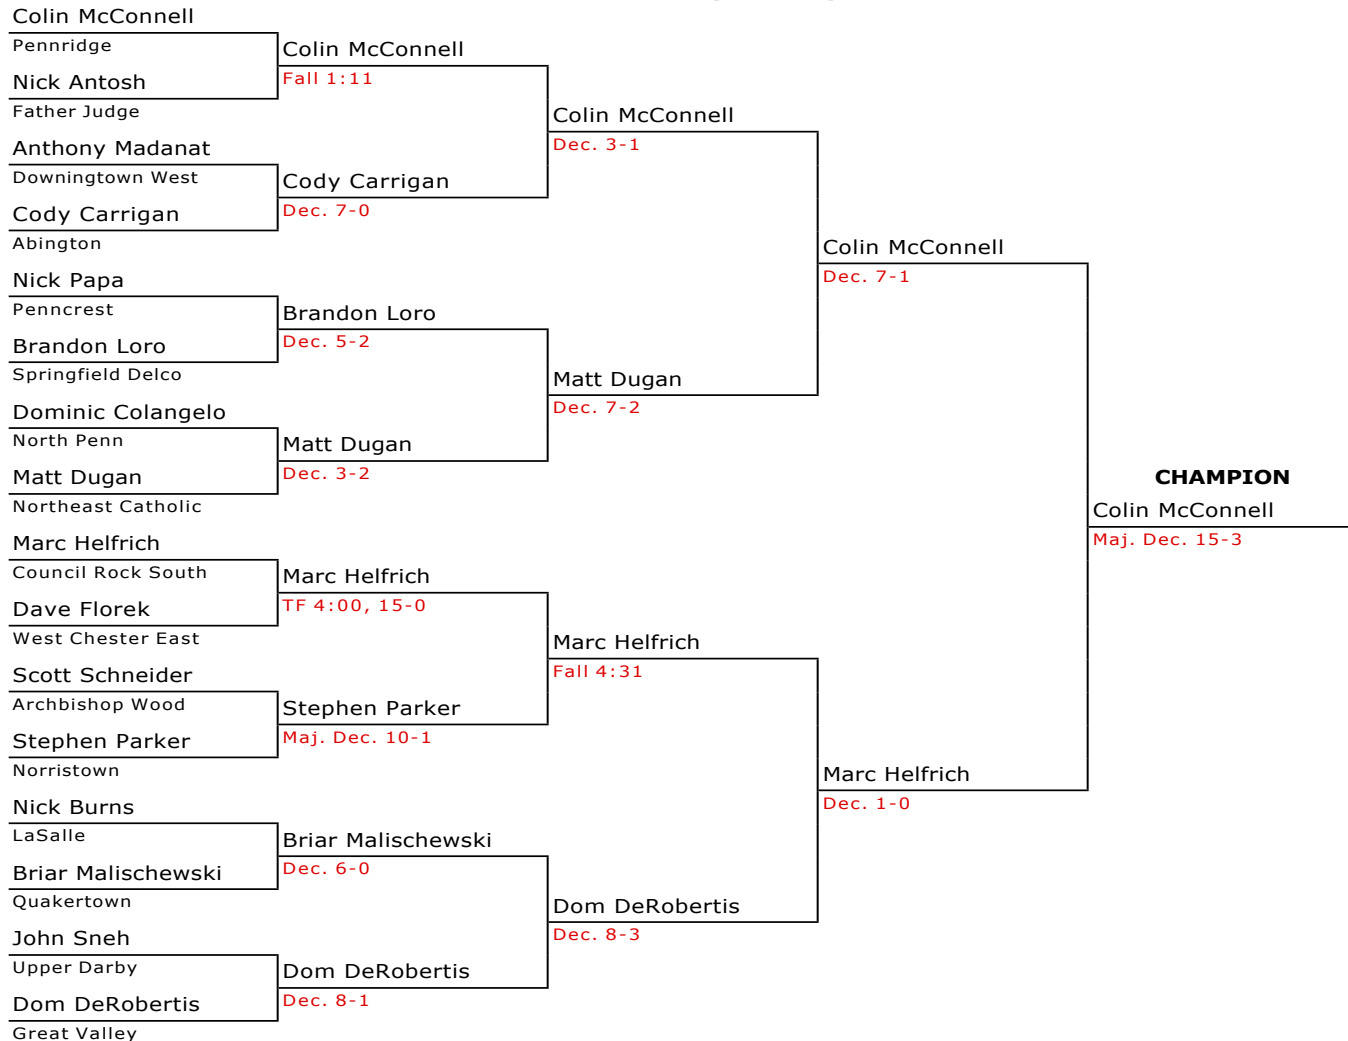 Colin McConnell
Pennridge
Nick Antosh
Father Judge
Anthony Madanat
Downingtown West
Cody Carrigan
Abington
Nick Papa
Penncrest
Brandon Loro
Springfield Delco
Dominic Colangelo
North Penn
Matt Dugan
Northeast Catholic
Marc Helfrich
Council Rock South
Dave Florek
West Chester East
Scott Schneider
Archbishop Wood
Stephen Parker
Norristown
Nick Burns
LaSalle
Briar Malischewski
Quakertown
John Sneh
Upper Darby
Dom DeRobertis
Great Valley
Colin McConnell
Fall 1:11
Cody Carrigan
Dec. 7-0
Brandon Loro
Dec. 5-2
Matt Dugan
Dec. 3-2
Marc Helfrich
TF 4:00, 15-0
Stephen Parker
Maj. Dec. 10-1
Briar Malischewski
Dec. 6-0
Dom DeRobertis
Dec. 8-1
Colin McConnell
Dec. 3-1
Matt Dugan
Dec. 7-2
Marc Helfrich
Fall 4:31
Dom DeRobertis
Dec. 8-3
Colin McConnell
Dec. 7-1
Marc Helfrich
Dec. 1-0
CHAMPION
Colin McConnell
Maj. Dec. 15-3